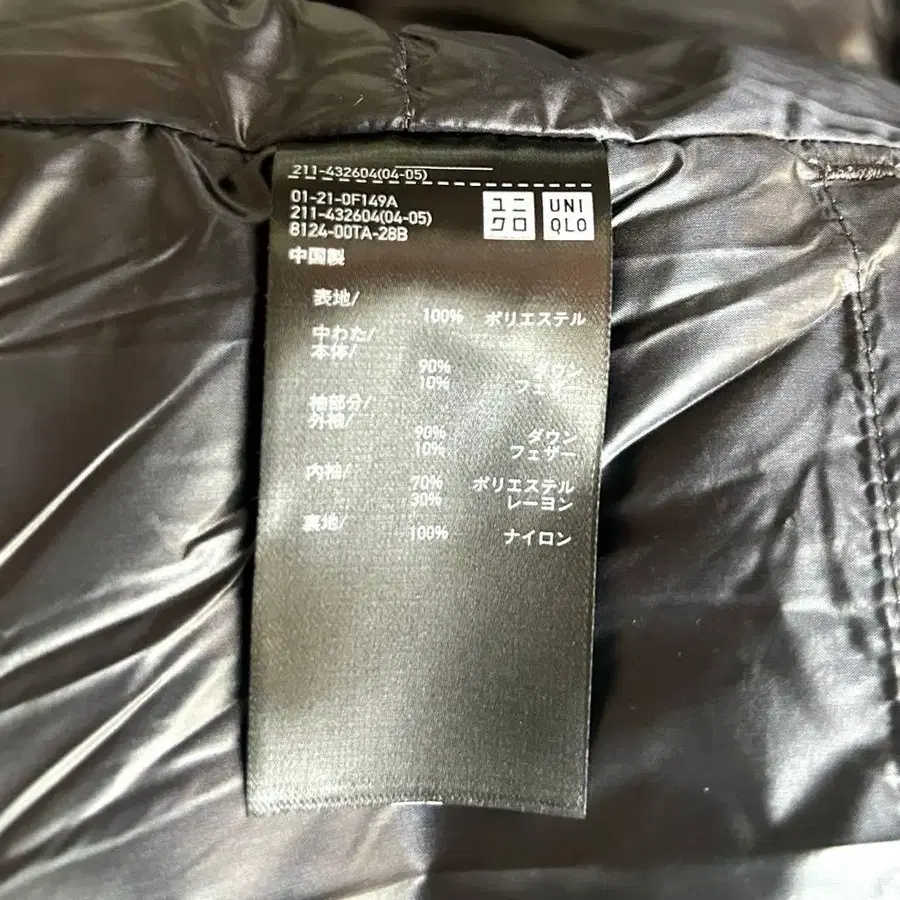 211-432604(04-05)
01-21-DF149A
211-432604(04-05)
8124-00TA-28B
ユニ
クロ
UNI
QLO
中国製
表地/
100% ポリエステル
中わた/
本体/
90% ダウン
10% フェザー
袖部分/
外袖/
90% ダウン
10% フェザー
内袖/
70% ポリエステル
30% レーヨン
裏地/
100% ナイロン